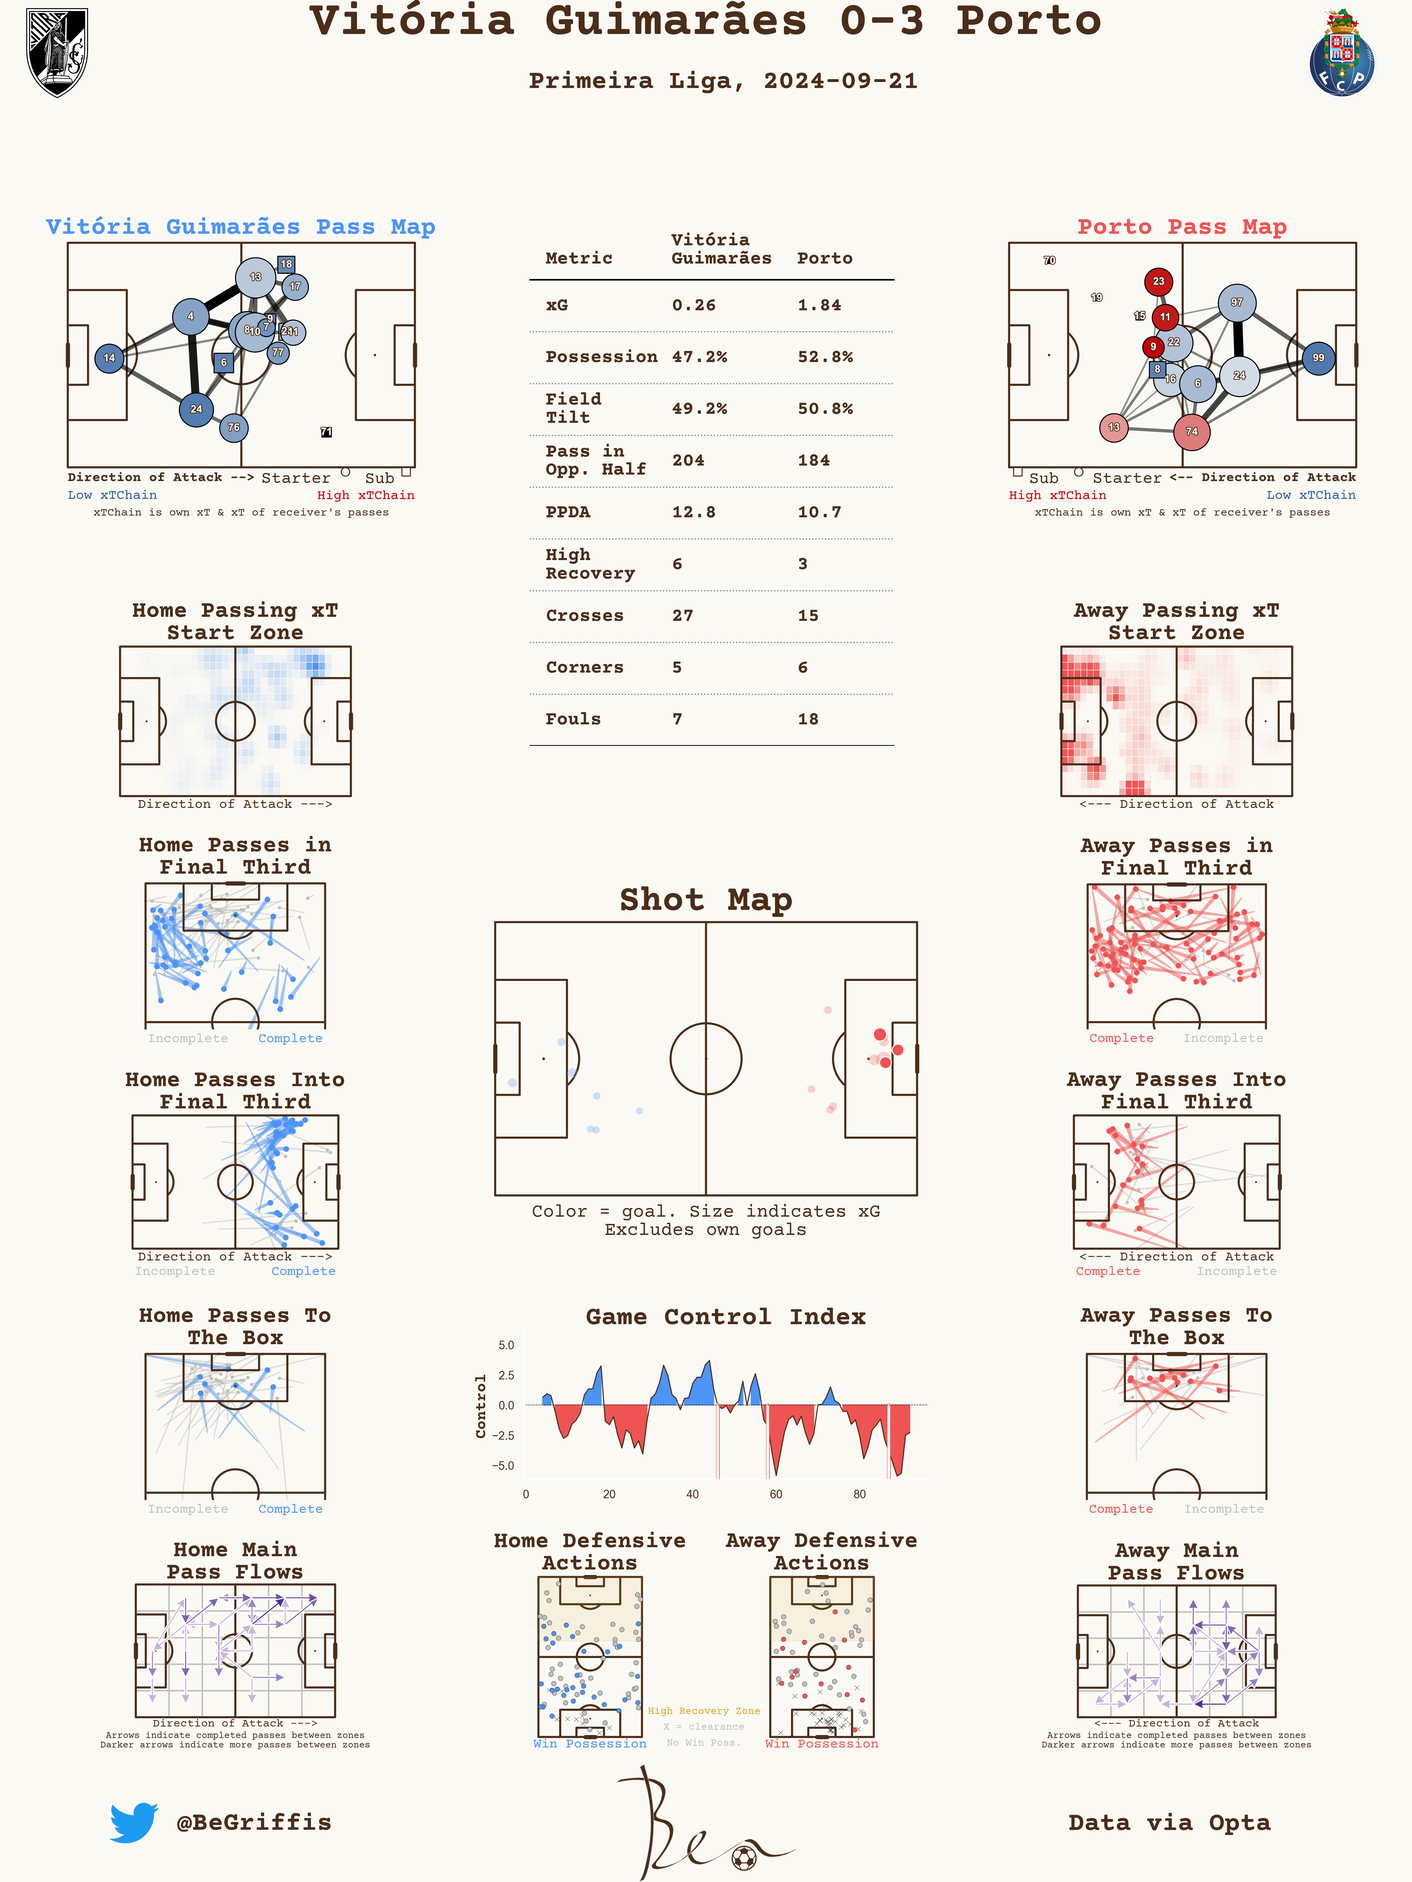 Vitória Guimarães 0-3 Porto
Primeira Liga, 2024-09-21
F C P
Vitória Guimarães Pass Map
13
18
17
4
9
8
10
7
11
14
77
6
24
76
71
Direction of Attack --> Starter Sub
Low xTChain High xTChain
xTChain is own xT & xT of receiver's passes
Metric Vitória Guimarães Porto
xG 0.26 1.84
Possession 47.2% 52.8%
Field Tilt 49.2% 50.8%
Pass in Opp. Half 204 184
PPDA 12.8 10.7
High Recovery 6 3
Crosses 27 15
Corners 5 6
Fouls 7 18
Porto Pass Map
70
23
19
97
15
11
9
22
99
8
16
6
24
13
74
Sub Starter <-- Direction of Attack
High xTChain Low xTChain
xTChain is own xT & xT of receiver's passes
Home Passing xT
Start Zone
Direction of Attack --->
Away Passing xT
Start Zone
<--- Direction of Attack
Home Passes in
Final Third
Incomplete Complete
Away Passes in
Final Third
Complete Incomplete
Shot Map
Color = goal. Size indicates xG
Excludes own goals
Home Passes Into
Final Third
Direction of Attack --->
Incomplete Complete
Away Passes Into
Final Third
<--- Direction of Attack
Complete Incomplete
Home Passes To
The Box
Incomplete Complete
Game Control Index
Control
5.0
2.5
0.0
−2.5
−5.0
0 20 40 60 80
Away Passes To
The Box
Complete Incomplete
Home Main
Pass Flows
Direction of Attack --->
Arrows indicate completed passes between zones
Darker arrows indicate more passes between zones
Home Defensive
Actions
Win Possession
High Recovery Zone
X = clearance
No Win Poss.
Away Defensive
Actions
Win Possession
Away Main
Pass Flows
<--- Direction of Attack
Arrows indicate completed passes between zones
Darker arrows indicate more passes between zones
@BeGriffis
Ben
Data via Opta